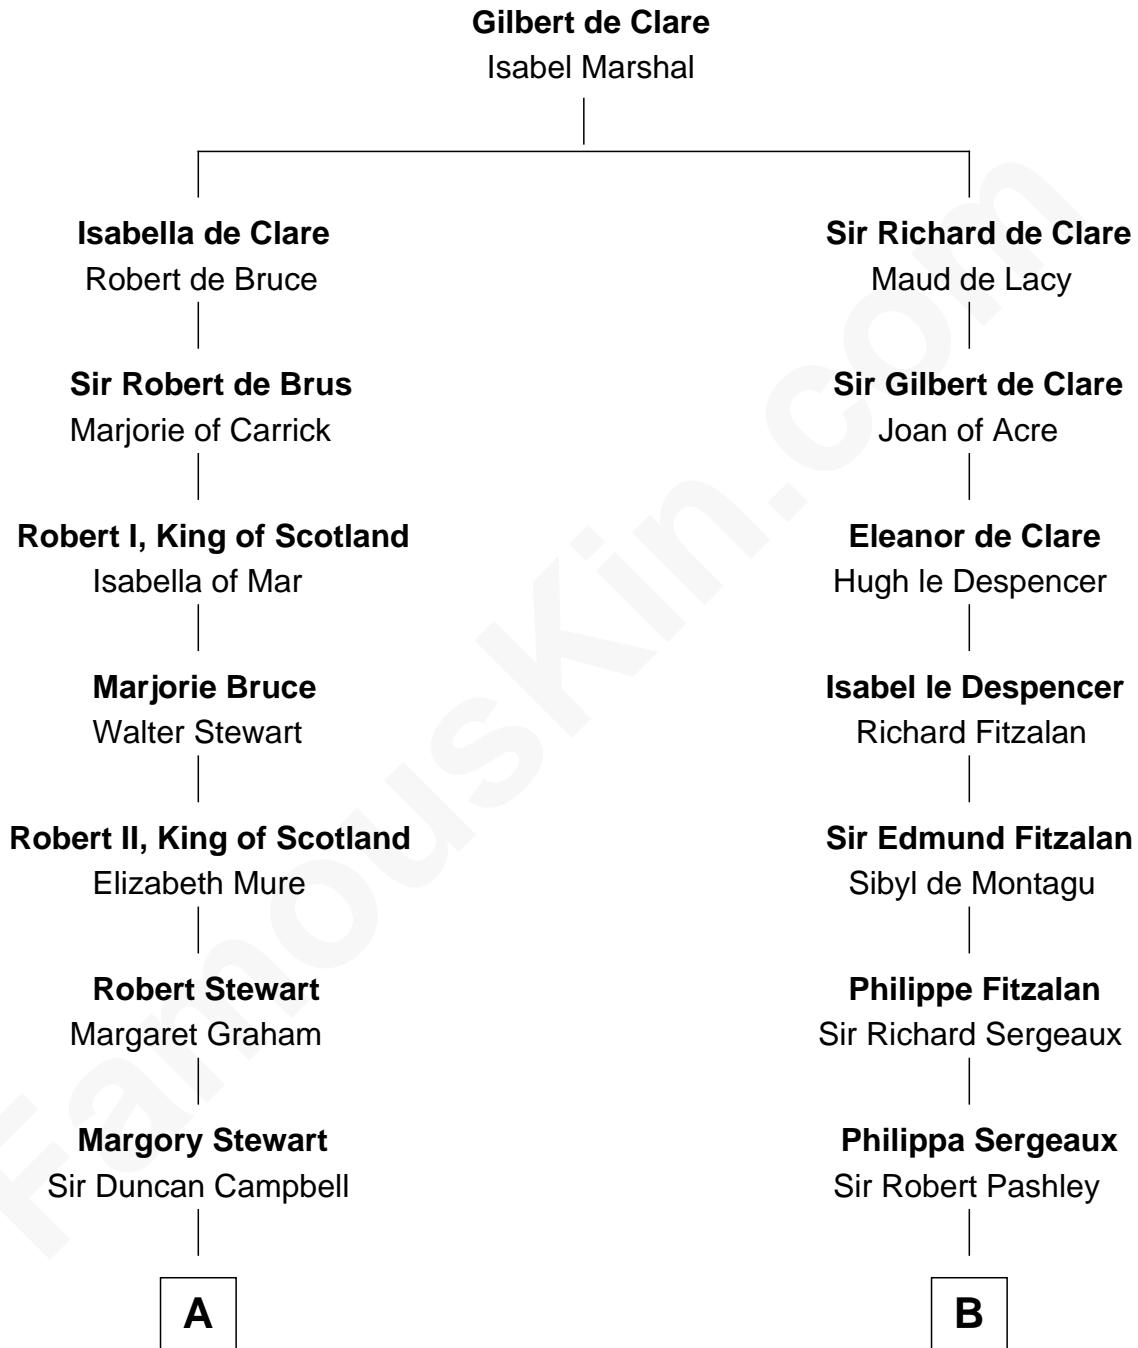 Gilbert de Clare
Isabel Marshal
Isabella de Clare
Robert de Bruce
Sir Richard de Clare
Maud de Lacy
Sir Robert de Brus
Marjorie of Carrick
Sir Gilbert de Clare
Joan of Acre
Robert I, King of Scotland
Isabella of Mar
Eleanor de Clare
Hugh le Despencer
Marjorie Bruce
Walter Stewart
Isabel le Despencer
Richard Fitzalan
Robert II, King of Scotland
Elizabeth Mure
Sir Edmund Fitzalan
Sibyl de Montagu
Robert Stewart
Margaret Graham
Philippe Fitzalan
Sir Richard Sergeaux
Margory Stewart
Sir Duncan Campbell
Philippa Sergeaux
Sir Robert Pashley
A
B
FamousKin.com